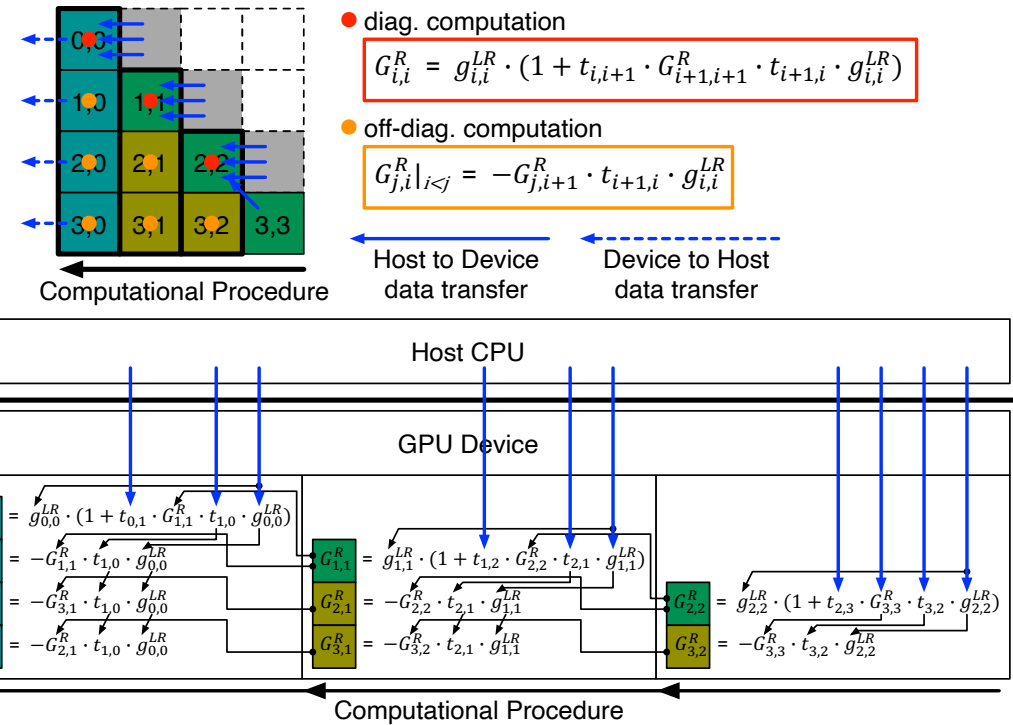 0,0
diag. computation
G^R_{i,i} = g^{LR}_{i,i} · (1 + t_{i,i+1} · G^R_{i+1,i+1} · t_{i+1,i} · g^{LR}_{i,i})
1,0 1,1
off-diag. computation
2,0 2,1 2,2
G^R_{j,i}|_{i<j} = −G^R_{j,i+1} · t_{i+1,i} · g^{LR}_{i,i}
3,0 3,1 3,2 3,3
Host to Device
data transfer
Device to Host
data transfer
Computational Procedure
Host CPU
GPU Device
= g^{LR}_{0,0} · (1 + t_{0,1} · G^R_{1,1} · t_{1,0} · g^{LR}_{0,0})
= −G^R_{1,1} · t_{1,0} · g^{LR}_{0,0}
= −G^R_{3,1} · t_{1,0} · g^{LR}_{0,0}
= −G^R_{2,1} · t_{1,0} · g^{LR}_{0,0}
G^R_{1,1} = g^{LR}_{1,1} · (1 + t_{1,2} · G^R_{2,2} · t_{2,1} · g^{LR}_{1,1})
G^R_{2,1} = −G^R_{2,2} · t_{2,1} · g^{LR}_{1,1}
G^R_{3,1} = −G^R_{3,2} · t_{2,1} · g^{LR}_{1,1}
G^R_{2,2} = g^{LR}_{2,2} · (1 + t_{2,3} · G^R_{3,3} · t_{3,2} · g^{LR}_{2,2})
G^R_{3,2} = −G^R_{3,3} · t_{3,2} · g^{LR}_{2,2}
Computational Procedure